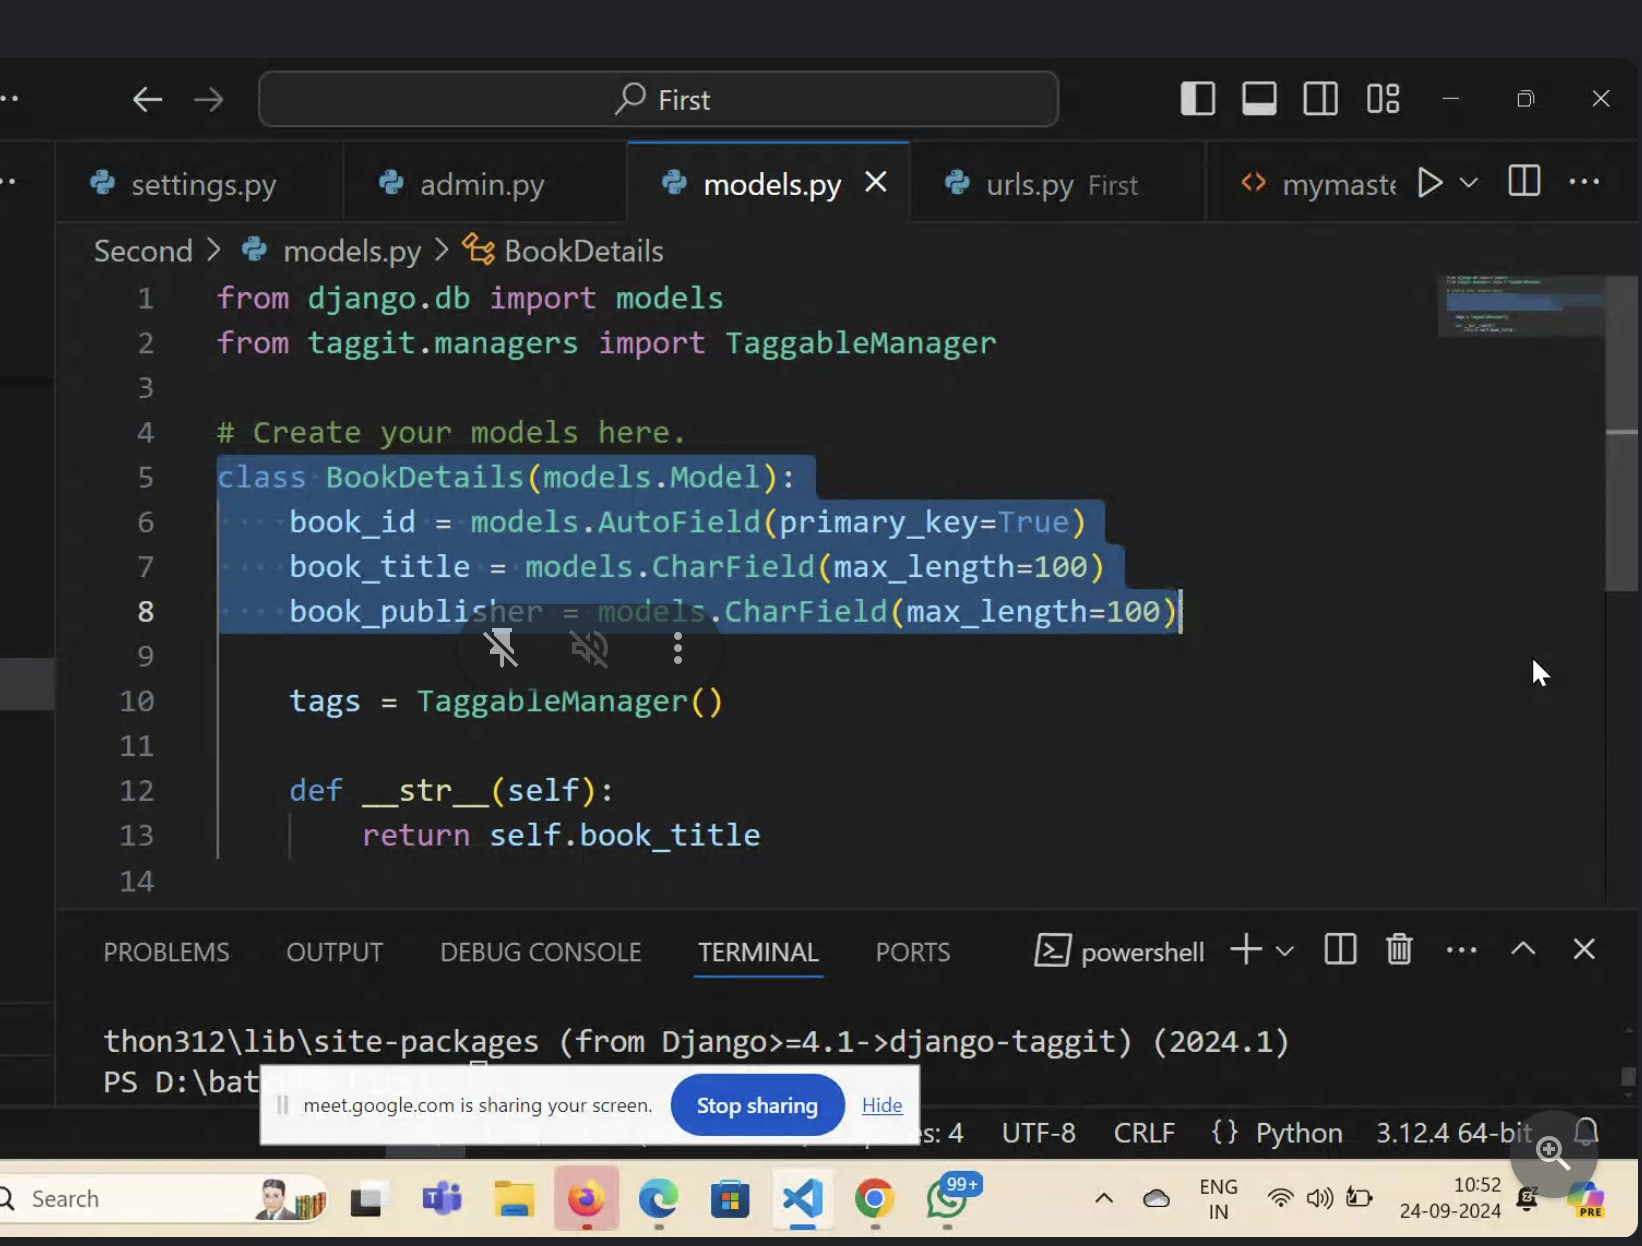 First
settings.py
admin.py
models.py
urls.py First
mymaste
Second > models.py > BookDetails
1 from django.db import models
2 from taggit.managers import TaggableManager
3
4 # Create your models here.
5 class BookDetails(models.Model):
6 book_id = models.AutoField(primary_key=True)
7 book_title = models.CharField(max_length=100)
8 book_publisher = models.CharField(max_length=100)
9
10 tags = TaggableManager()
11
12 def __str__(self):
13 return self.book_title
14
PROBLEMS OUTPUT DEBUG CONSOLE TERMINAL PORTS powershell
thon312\lib\site-packages (from Django>=4.1->django-taggit) (2024.1)
PS D:\bat
meet.google.com is sharing your screen. Stop sharing Hide
s: 4 UTF-8 CRLF {} Python 3.12.4 64-bit
Search
99+
ENG
IN
10:52
24-09-2024
PRE